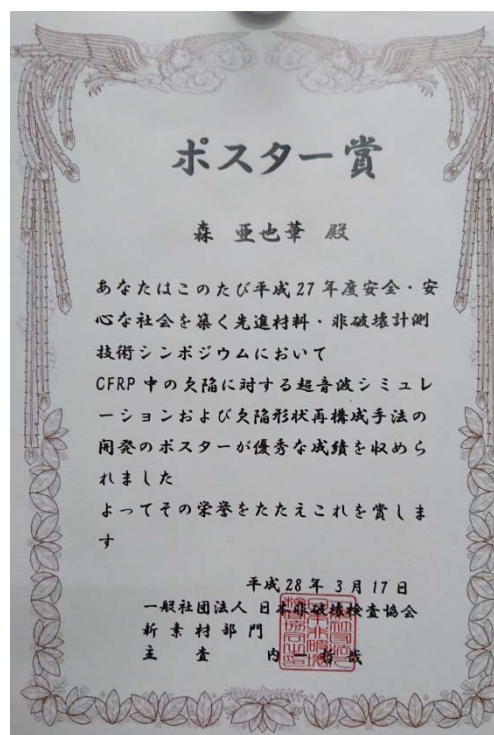 ポスター賞
森 亜也華 殿
あなたはこのたび平成27年度安全・安
心な社会を築く先進材料・非破壊計測
技術シンポジウムにおいて
CFRP中の欠陥に対する超音波シミュレ
ーションおよび欠陥形状再構成手法の
開発のポスターが優秀な成績を収めら
れました
よってその栄誉をたたえこれを賞しま
す
平成28年3月17日
一般社団法人 日本非破壊検査協会
新素材部門
主 査 内一哲哉